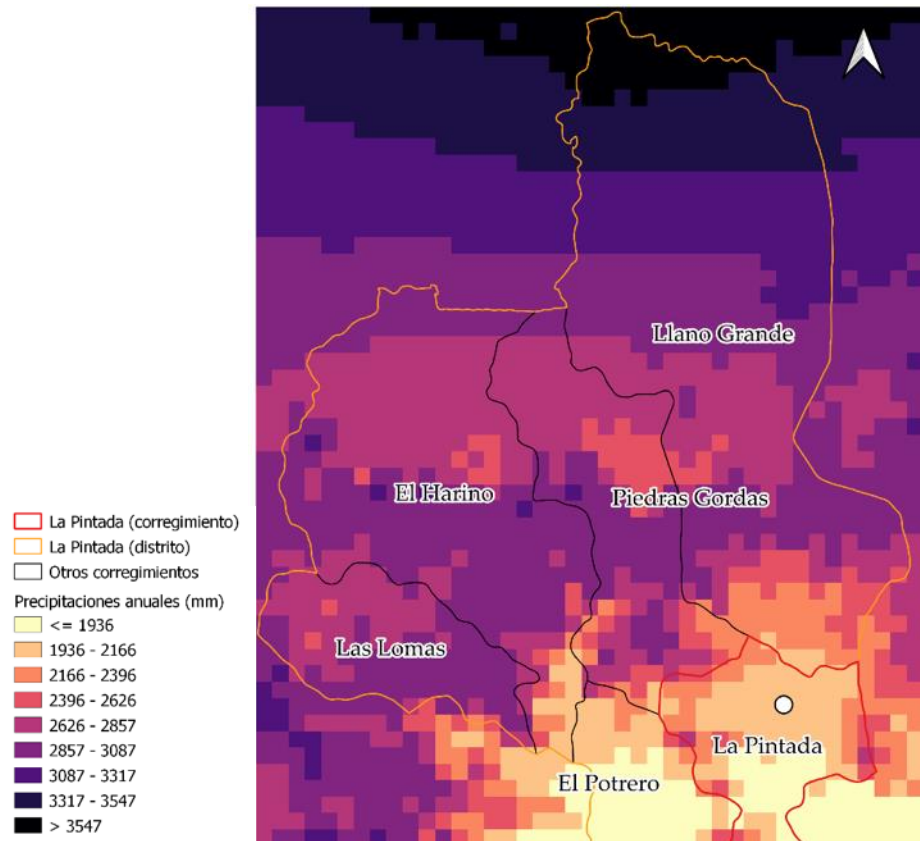 Llano Grande
El Harino
Piedras Gordas
Las Lomas
La Pintada
El Potrero
La Pintada (corregimiento)
La Pintada (distrito)
Otros corregimientos
Precipitaciones anuales (mm)
<= 1936
1936 - 2166
2166 - 2396
2396 - 2626
2626 - 2857
2857 - 3087
3087 - 3317
3317 - 3547
> 3547